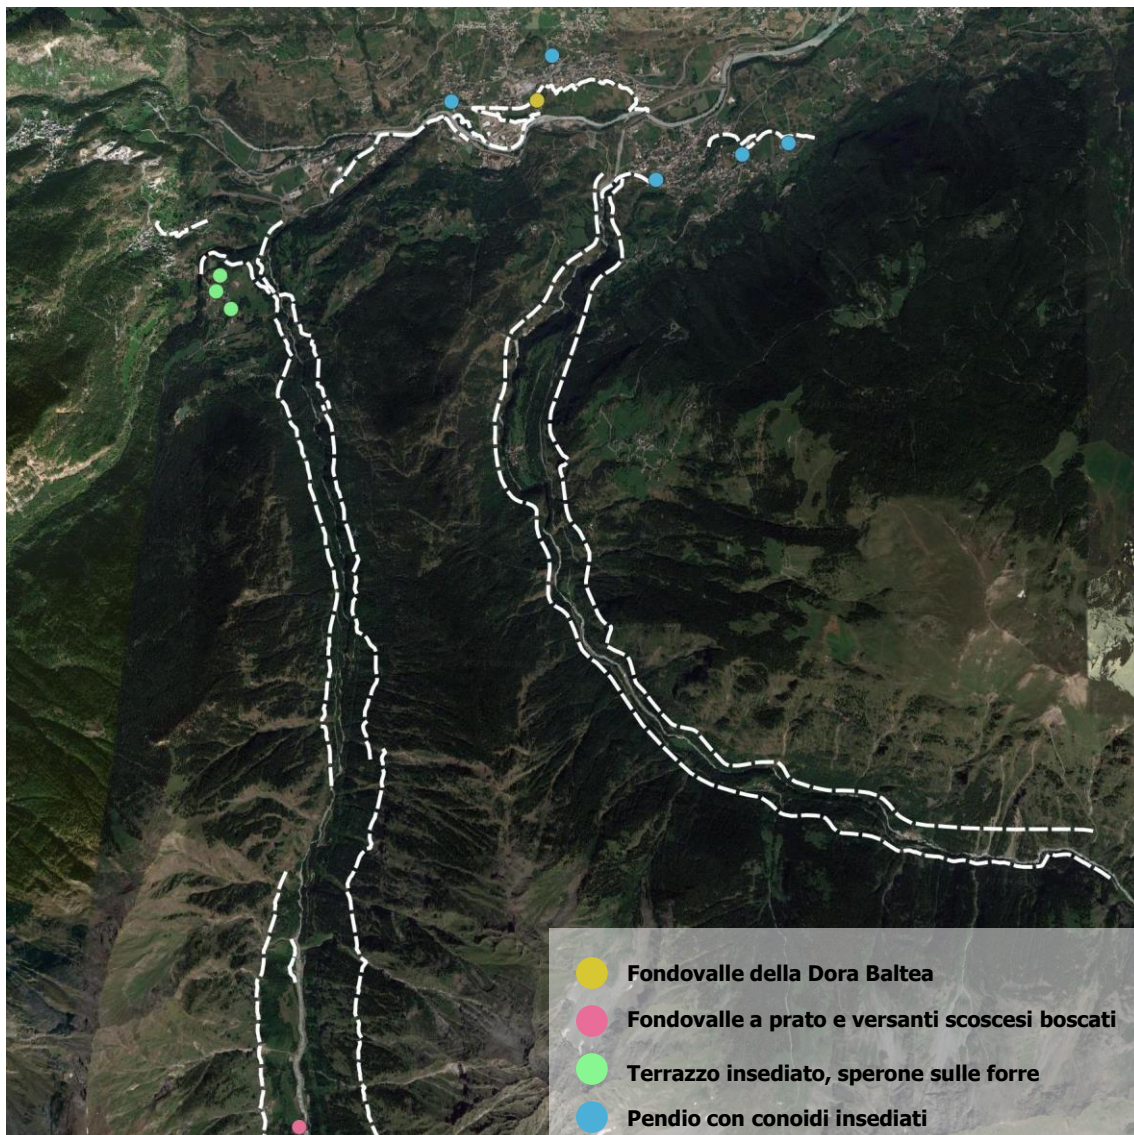 Fondovalle della Dora Baltea
Fondovalle a prato e versanti scoscesi boscati
Terrazzo insediato, sperone sulle forre
Pendio con conoidi insediati